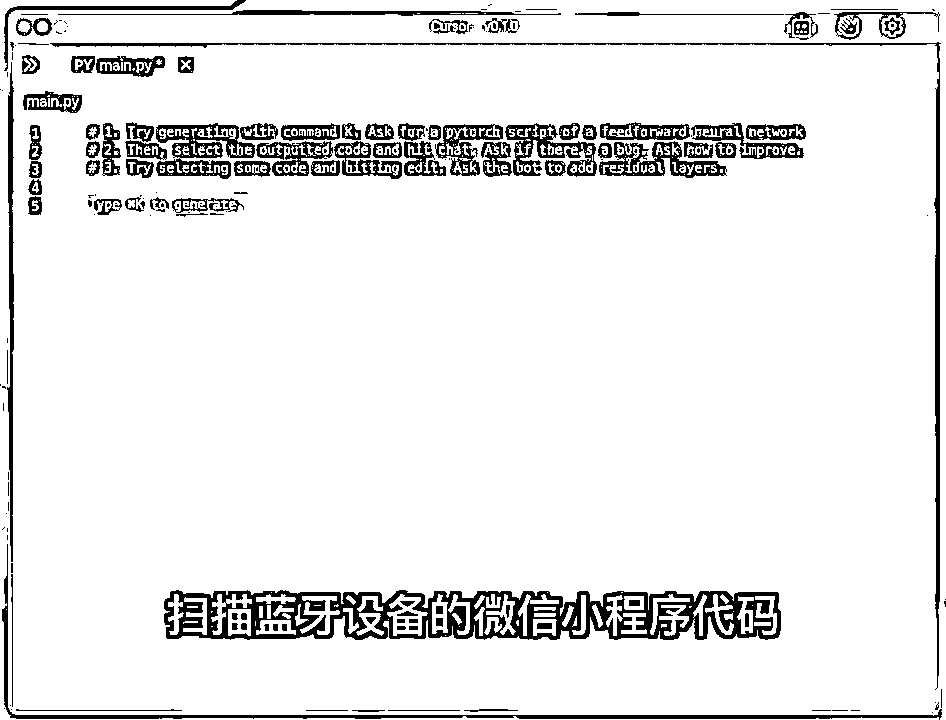 Cursor - v0.1.0
PY main.py*
main.py
1 # 1. Try generating with command K. Ask for a pytorch script of a feedforward neural network
2 # 2. Then, select the outputted code and hit chat. Ask if there's a bug. Ask how to improve.
3 # 3. Try selecting some code and hitting edit. Ask the bot to add residual layers.
4
5 Type ⌘K to generate
扫描蓝牙设备的微信小程序代码